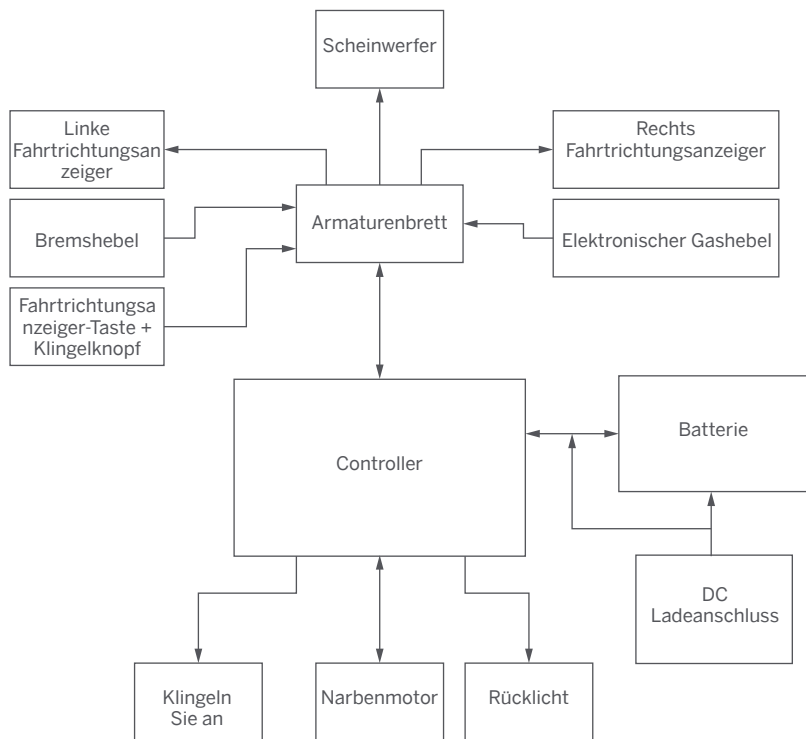 Scheinwerfer
Linke
Fahrtrichtungsan
zeiger
Rechts
Fahrtrichtungsanzeiger
Bremshebel
Armaturenbrett
Elektronischer Gashebel
Fahrtrichtungsa
nzeiger-Taste +
Klingelknopf
Controller
Batterie
DC
Ladeanschluss
Klingeln
Sie an
Narbenmotor
Rücklicht